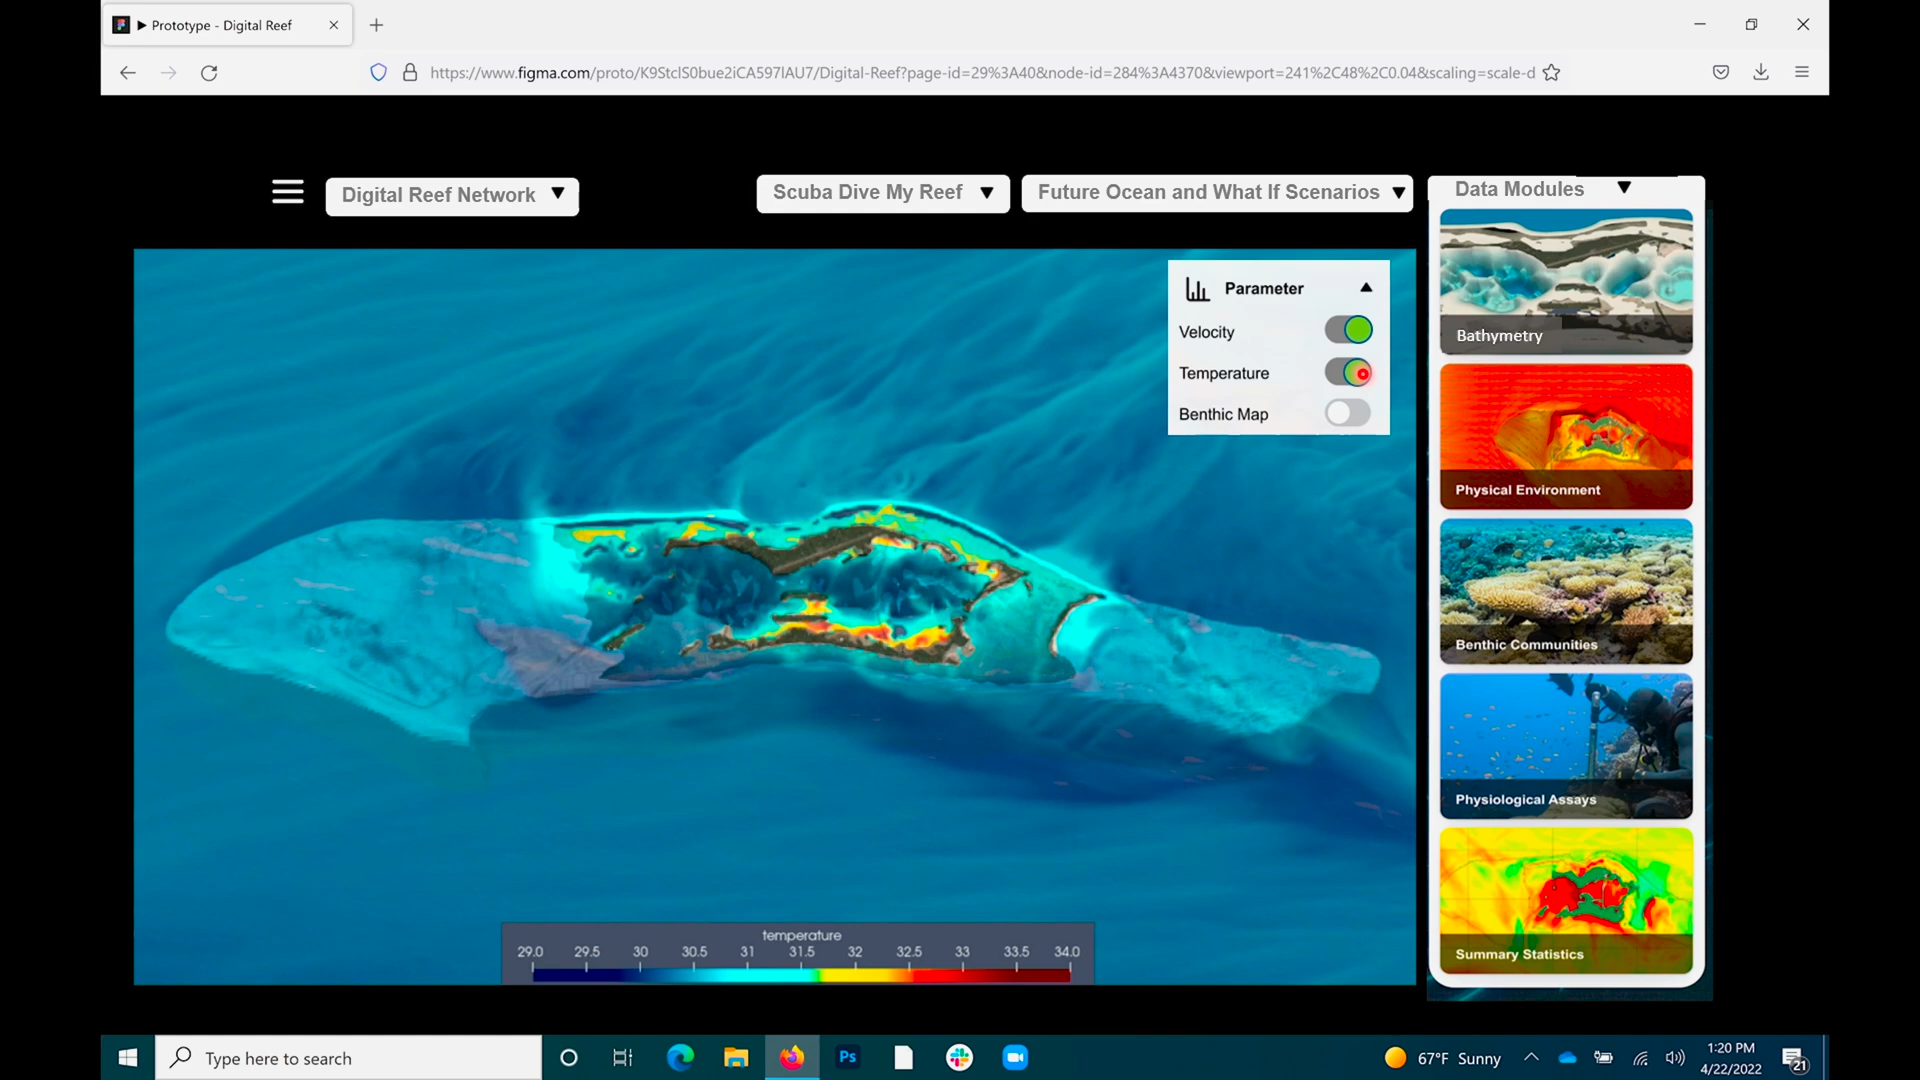 ▶ Prototype - Digital Reef
https://www.figma.com/proto/K9StclS0bue2iCA597lAU7/Digital-Reef?page-id=29%3A40&node-id=284%3A4370&viewport=241%2C48%2C0.04&scaling=scale-d
Digital Reef Network ▼
Scuba Dive My Reef ▼
Future Ocean and What If Scenarios ▼
Data Modules ▼
Parameter ▲
Velocity
Temperature
Benthic Map
Bathymetry
Physical Environment
Benthic Communities
Physiological Assays
Summary Statistics
temperature
29.0 29.5 30 30.5 31 31.5 32 32.5 33 33.5 34.0
Type here to search
Ps
67°F Sunny
1:20 PM
4/22/2022
21